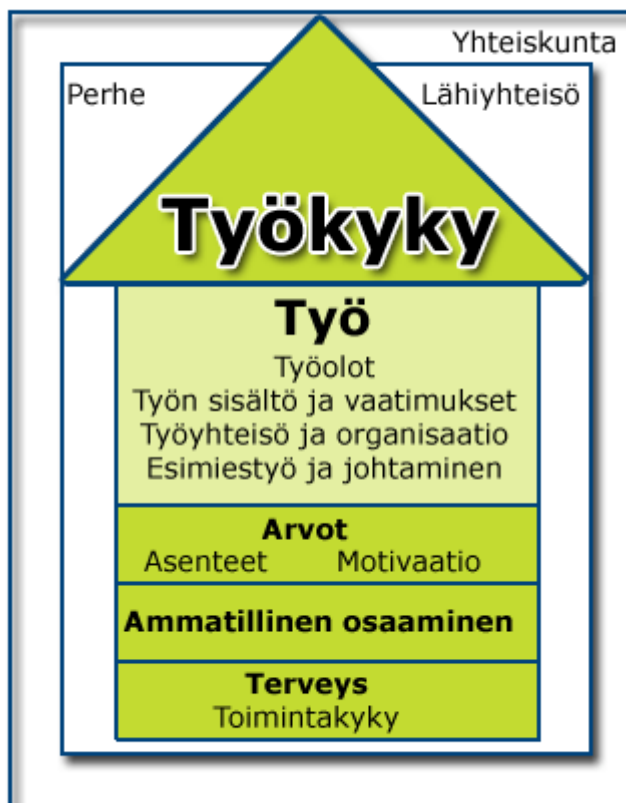 Yhteiskunta
Perhe Lähiyhteisö
Työkyky
Työ
Työolot
Työn sisältö ja vaatimukset
Työyhteisö ja organisaatio
Esimiestyö ja johtaminen
Arvot
Asenteet Motivaatio
Ammatillinen osaaminen
Terveys
Toimintakyky